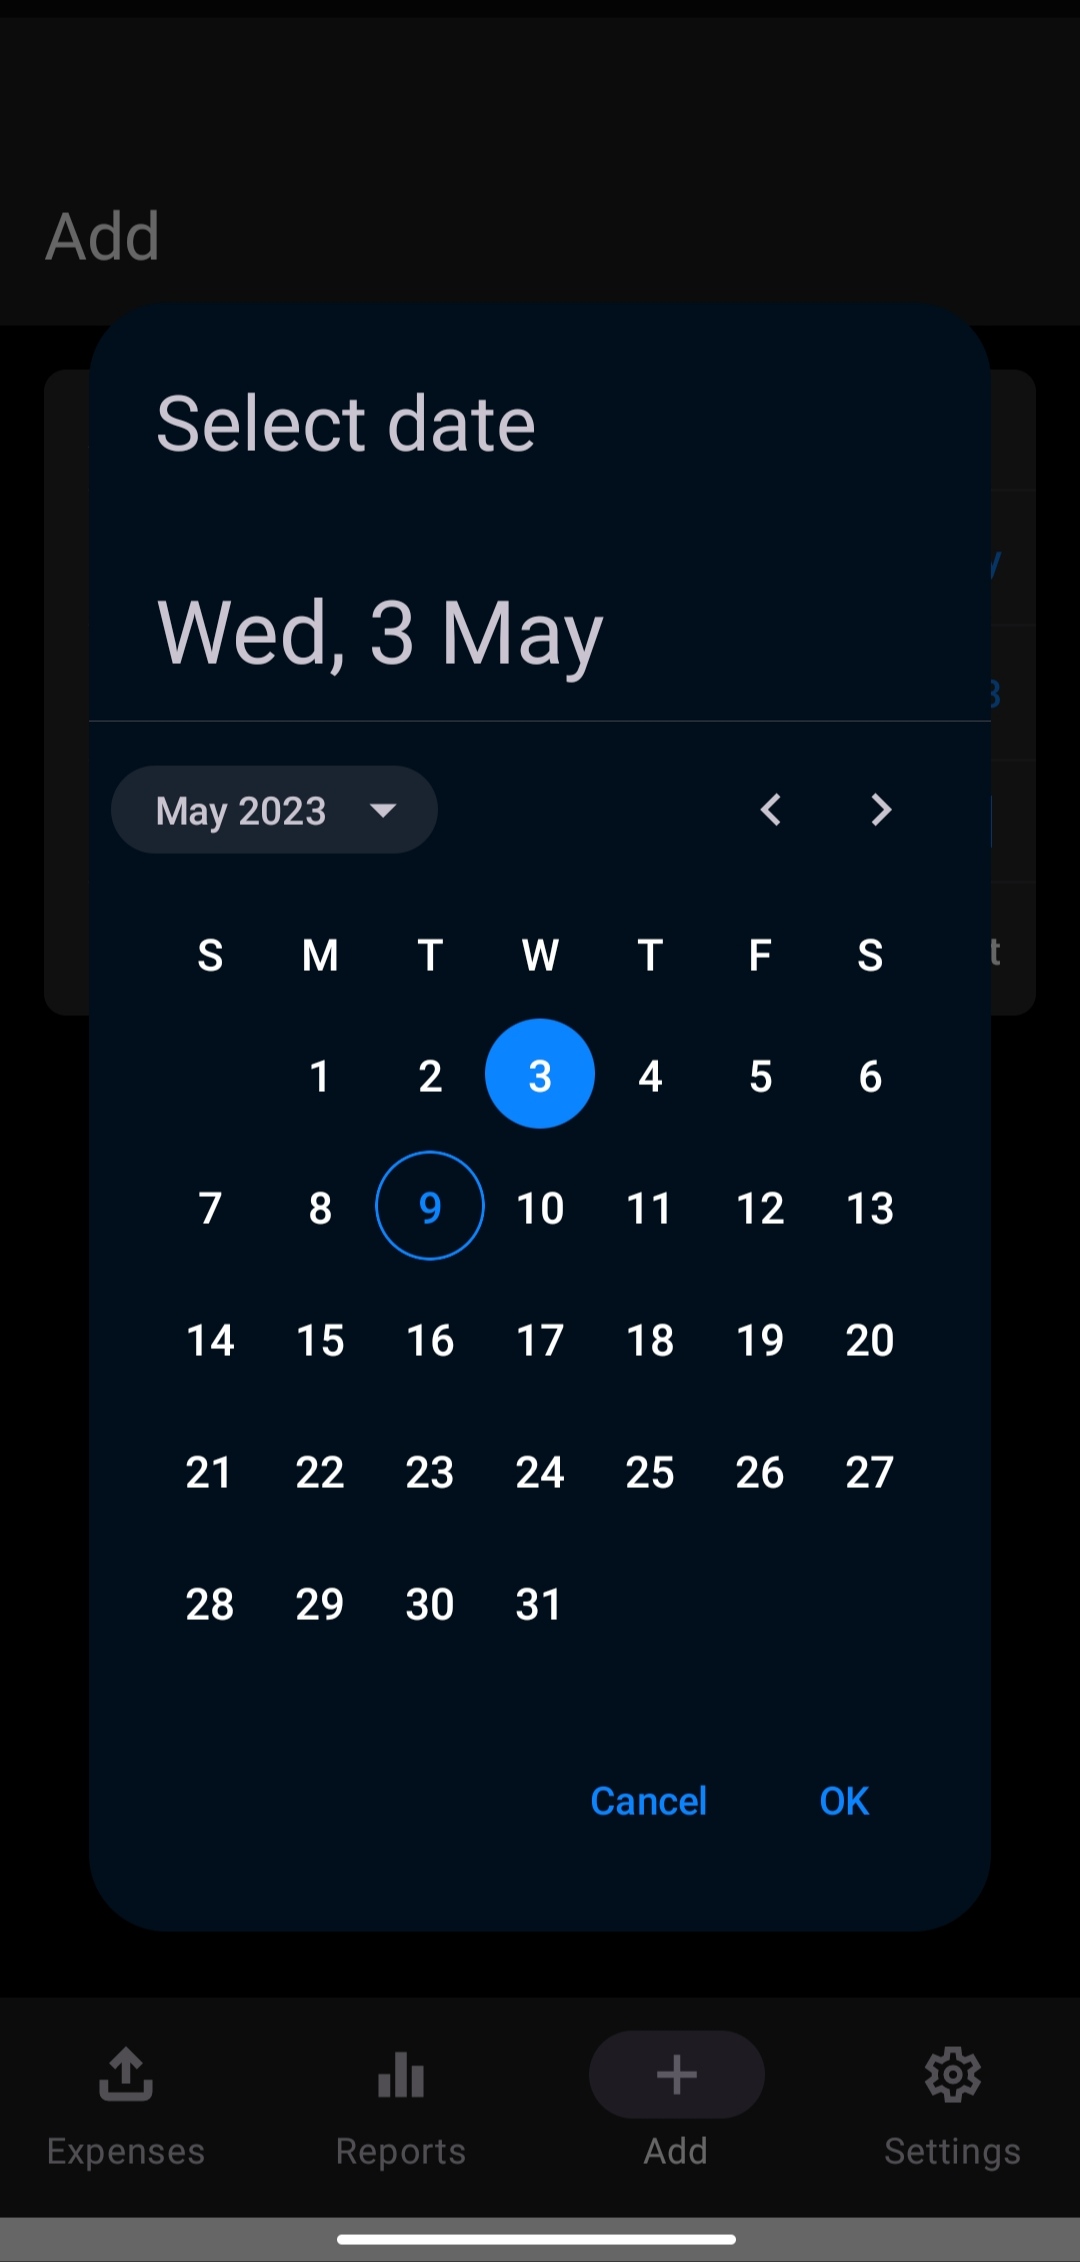 Add
Select date
Wed, 3 May
May 2023
S M T W T F S
1 2 3 4 5 6
7 8 9 10 11 12 13
14 15 16 17 18 19 20
21 22 23 24 25 26 27
28 29 30 31
Cancel OK
Expenses Reports Add Settings